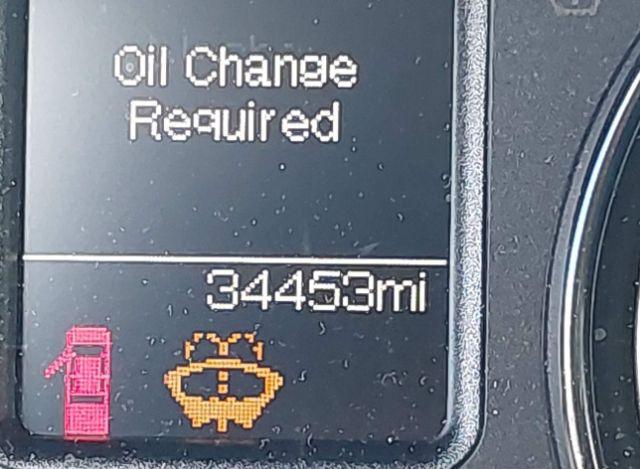 Oil Change
Required
34453mi